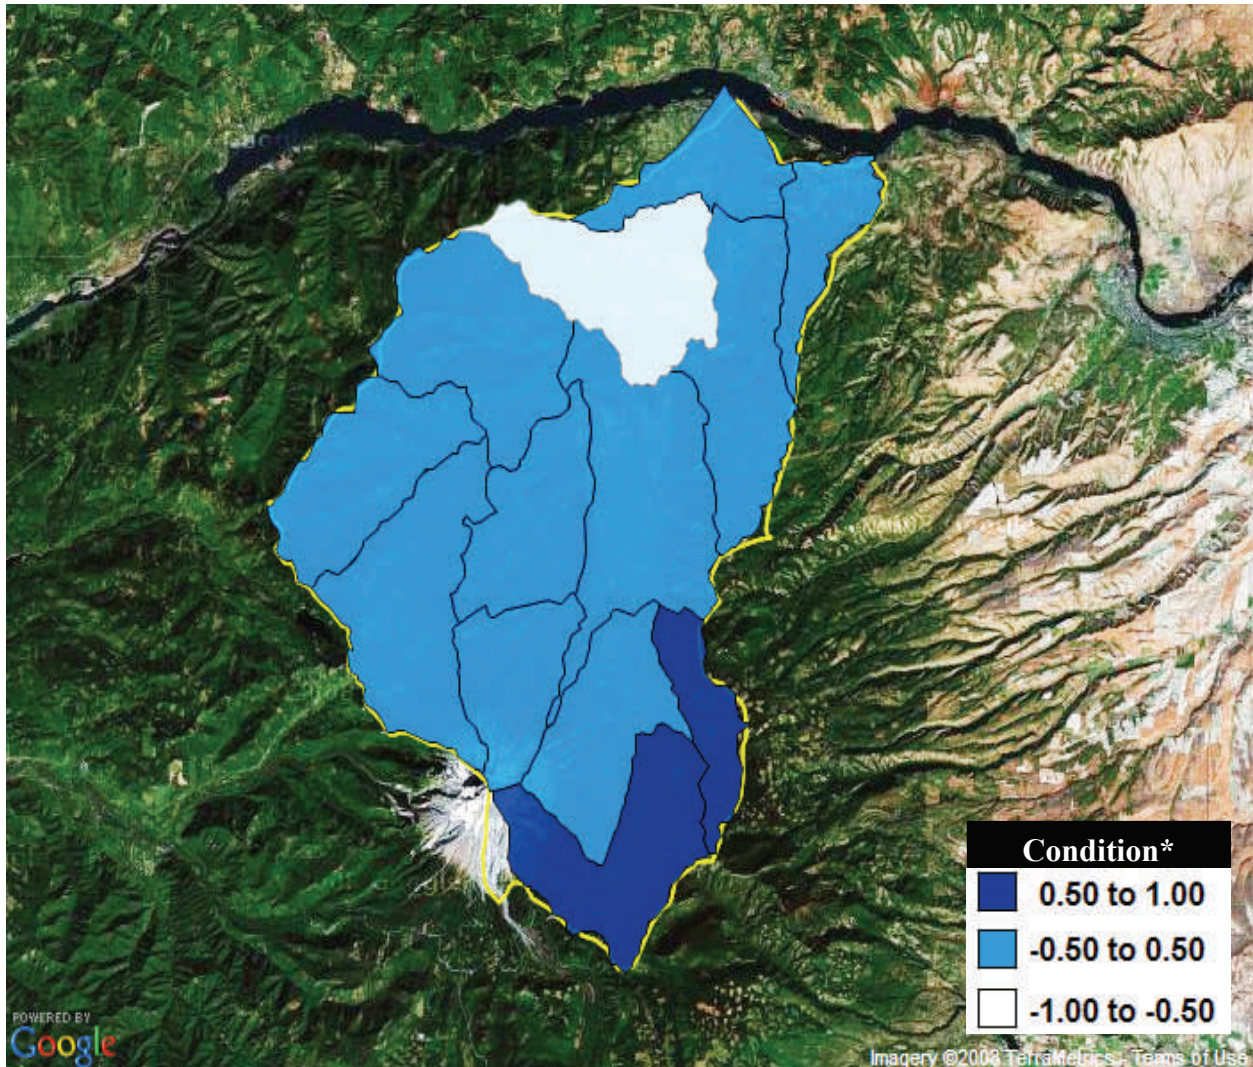 Condition*
0.50 to 1.00
-0.50 to 0.50
-1.00 to -0.50
POWERED BY
Google
Imagery ©2008 TerraMetrics - Terms of Use